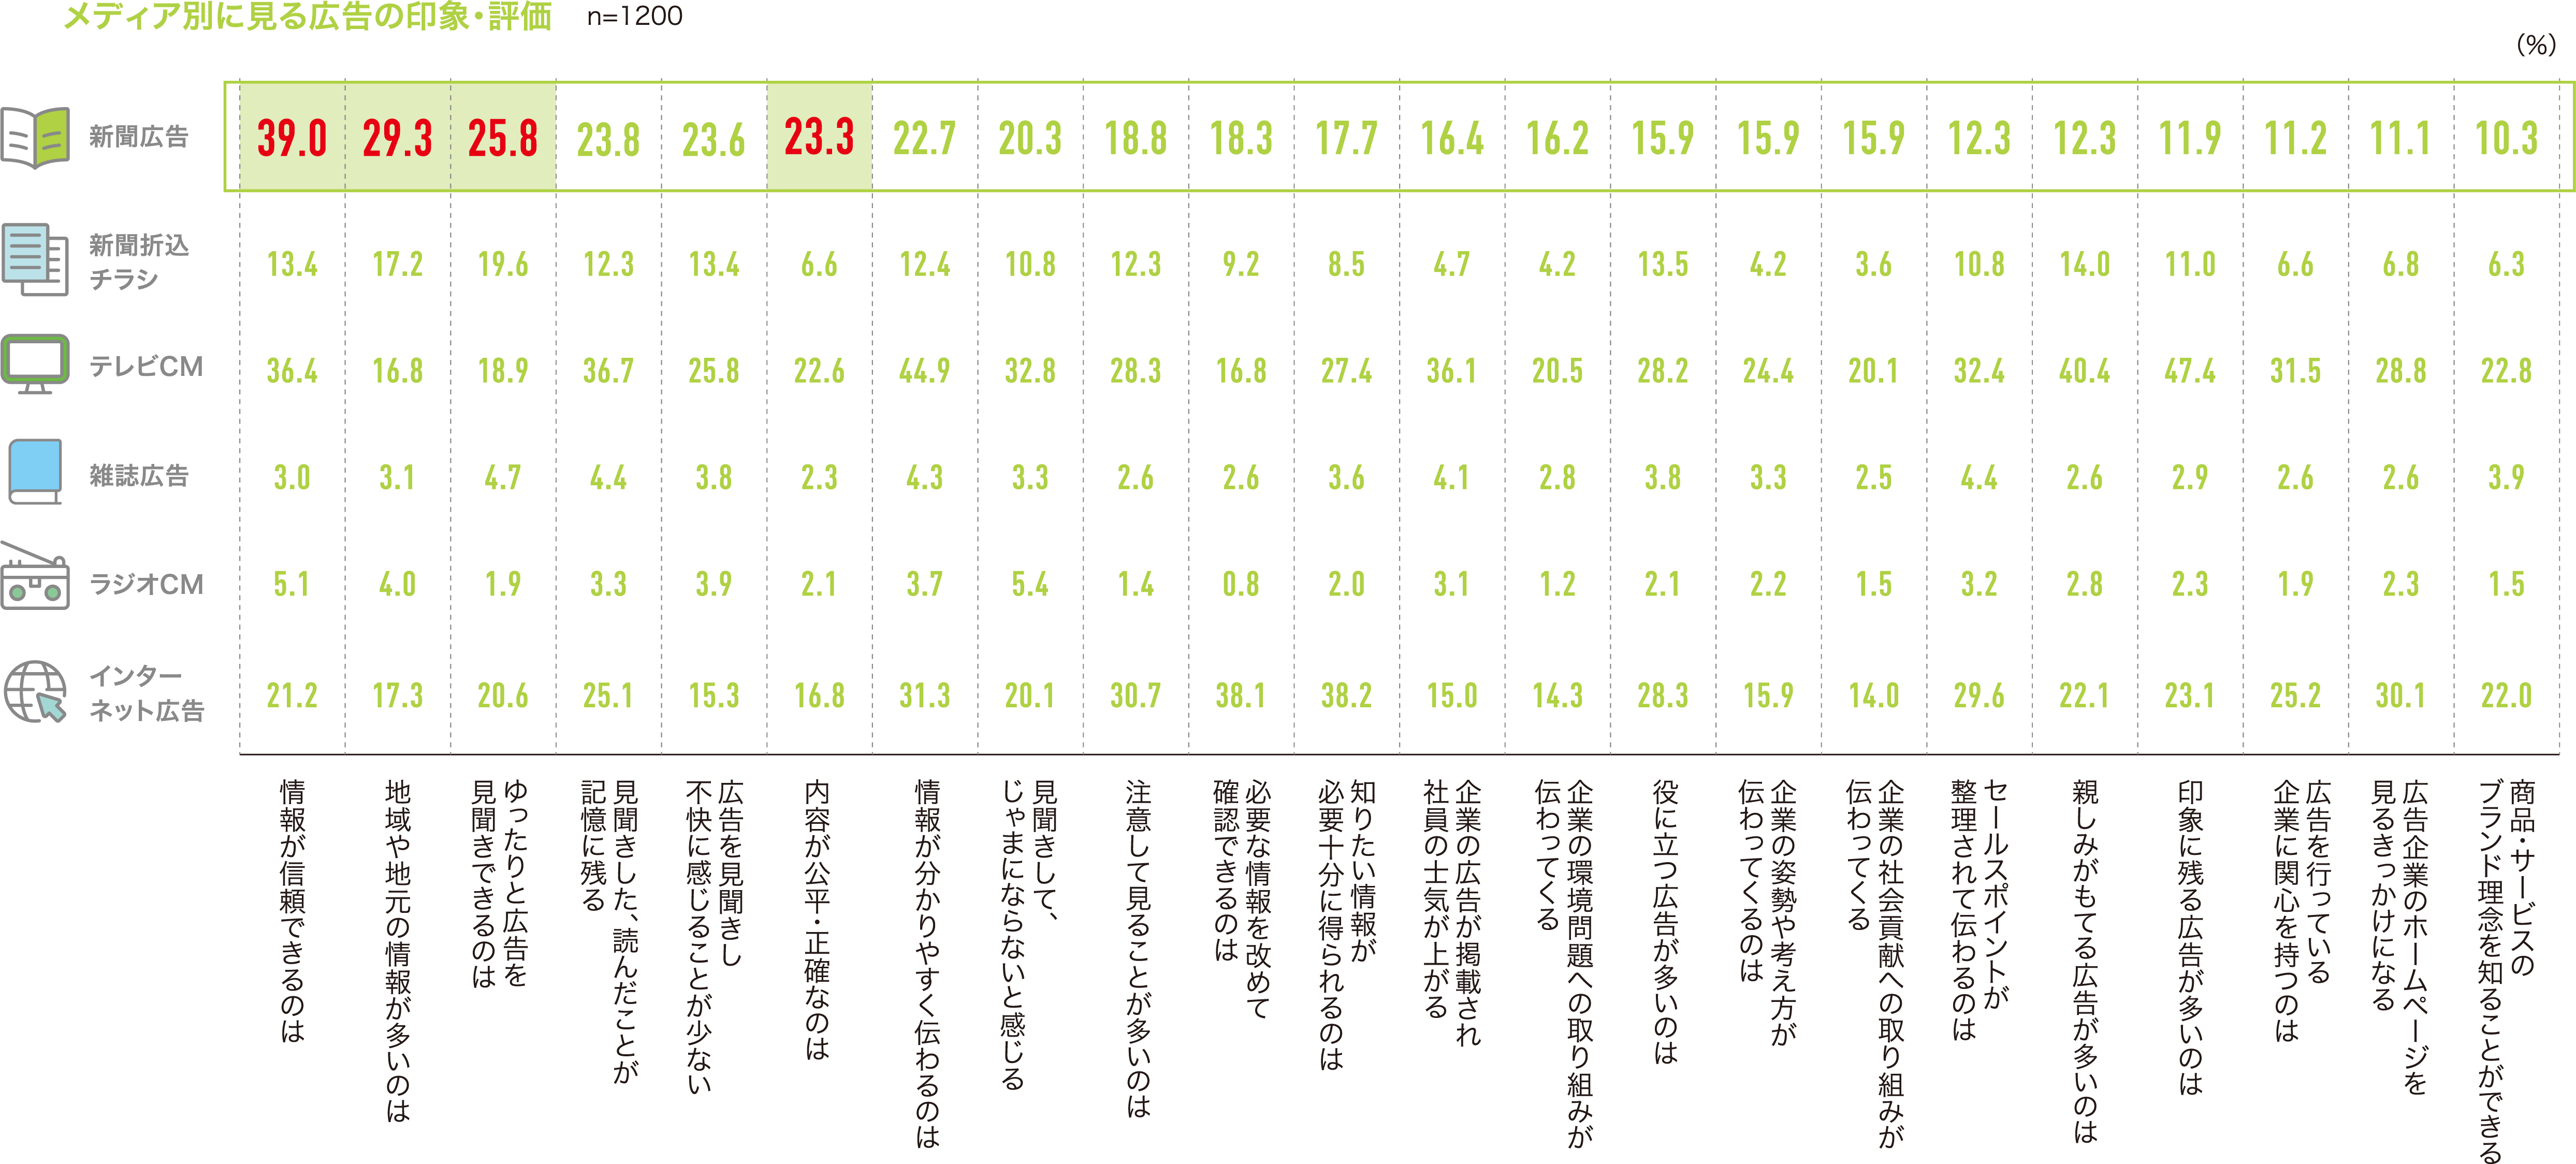 メディア別に見る広告の印象・評価 n=1200
(%)
新聞広告 39.0 29.3 25.8 23.8 23.6 23.3 22.7 20.3 18.8 18.3 17.7 16.4 16.2 15.9 15.9 15.9 12.3 12.3 11.9 11.2 11.1 10.3
新聞折込
チラシ
13.4 17.2 19.6 12.3 13.4 6.6 12.4 10.8 12.3 9.2 8.5 4.7 4.2 13.5 4.2 3.6 10.8 14.0 11.0 6.6 6.8 6.3
テレビCM 36.4 16.8 18.9 36.7 25.8 22.6 44.9 32.8 28.3 16.8 27.4 36.1 20.5 28.2 24.4 20.1 32.4 40.4 47.4 31.5 28.8 22.8
雑誌広告 3.0 3.1 4.7 4.4 3.8 2.3 4.3 3.3 2.6 2.6 3.6 4.1 2.8 3.8 3.3 2.5 4.4 2.6 2.9 2.6 2.6 3.9
ラジオCM 5.1 4.0 1.9 3.3 3.9 2.1 3.7 5.4 1.4 0.8 2.0 3.1 1.2 2.1 2.2 1.5 3.2 2.8 2.3 1.9 2.3 1.5
インター
ネット広告
21.2 17.3 20.6 25.1 15.3 16.8 31.3 20.1 30.7 38.1 38.2 15.0 14.3 28.3 15.9 14.0 29.6 22.1 23.1 25.2 30.1 22.0
情報が信頼できるのは
地域や地元の情報が多いのは
ゆったりと広告を
見聞きできるのは
見聞きした、読んだことが
記憶に残る
広告を見聞きし
不快に感じることが少ない
内容が公平・正確なのは
情報が分かりやすく伝わるのは
見聞きして、
じゃまにならないと感じる
注意して見ることが多いのは
必要な情報を改めて
確認できるのは
知りたい情報が
必要十分に得られるのは
企業の広告が掲載され
社員の士気が上がる
企業の環境問題への取り組みが
伝わってくる
役に立つ広告が多いのは
企業の姿勢や考え方が
伝わってくるのは
企業の社会貢献への取り組みが
伝わってくる
セールスポイントが
整理されて伝わるのは
親しみがもてる広告が多いのは
印象に残る広告が多いのは
広告を行っている
企業に関心を持つのは
広告企業のホームページを
見るきっかけになる
商品・サービスの
ブランド理念を知ることができる